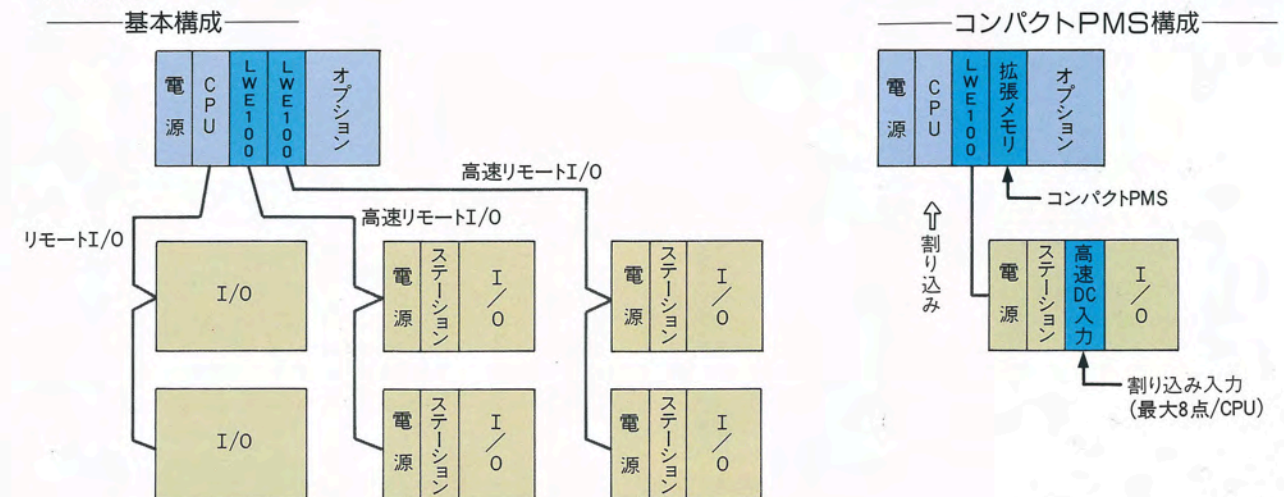 基本構成
電源
CPU
LWE100
LWE100
オプション
高速リモートI/O
高速リモートI/O
リモートI/O
I/O
電源
ステーション
I/O
電源
ステーション
I/O
I/O
電源
ステーション
I/O
電源
ステーション
I/O
コンパクトPMS構成
電源
CPU
LWE100
拡張メモリ
オプション
コンパクトPMS
⇧割り込み
電源
ステーション
高速DC入力
I/O
割り込み入力
(最大8点/CPU)